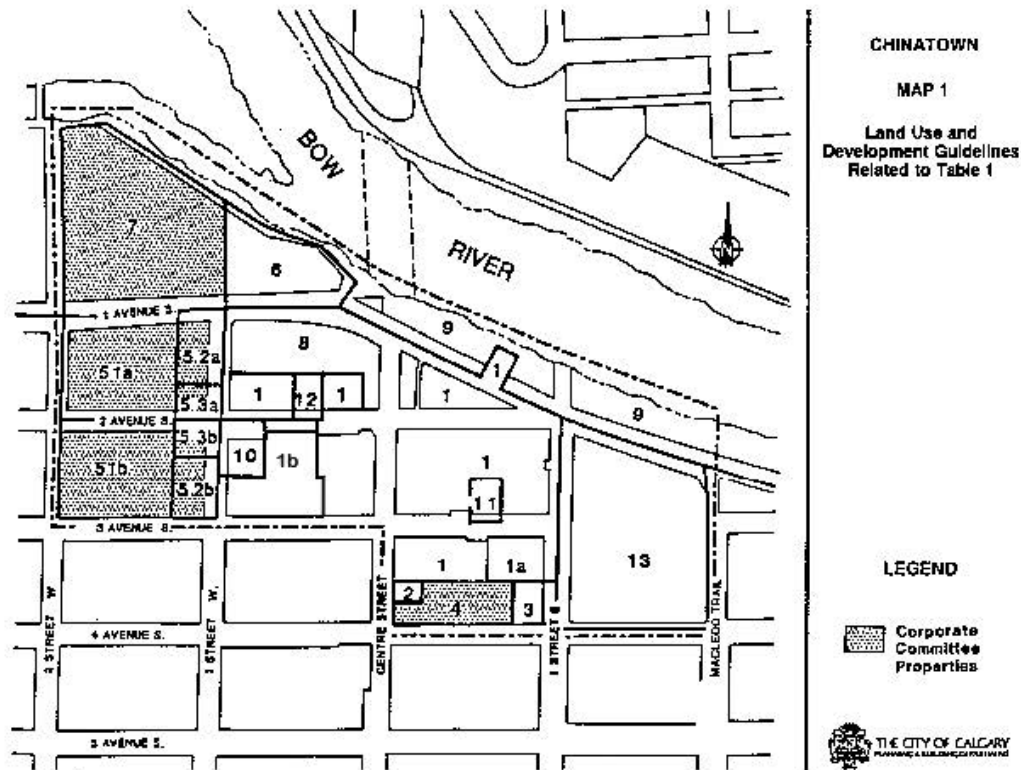 CHINATOWN
MAP 1
Land Use and
Development Guidelines
Related to Table 1
BOW
RIVER
N
7
6
1 AVENUE S.
9
5.1a
5.2a
8
1
5.3a
1
12
1
1
9
2 AVENUE S.
5.1b
5.3b
10
1b
1
5.2b
11
3 AVENUE S.
1
1a
13
2
4
3
4 AVENUE S.
2 STREET W.
1 STREET W.
CENTRE STREET
1 STREET E.
MACLEOD TRAIL
5 AVENUE S.
LEGEND
Corporate
Committee
Properties
THE CITY OF CALGARY